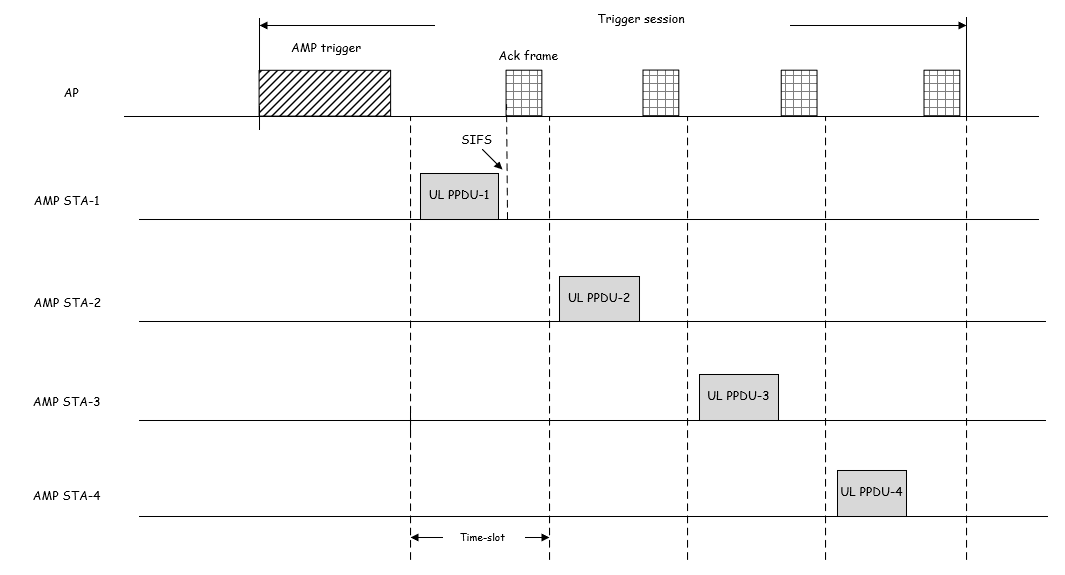 Trigger session
AMP trigger
Ack frame
AP
SIFS
AMP STA-1
UL PPDU-1
AMP STA-2
UL PPDU-2
AMP STA-3
UL PPDU-3
AMP STA-4
UL PPDU-4
Time-slot